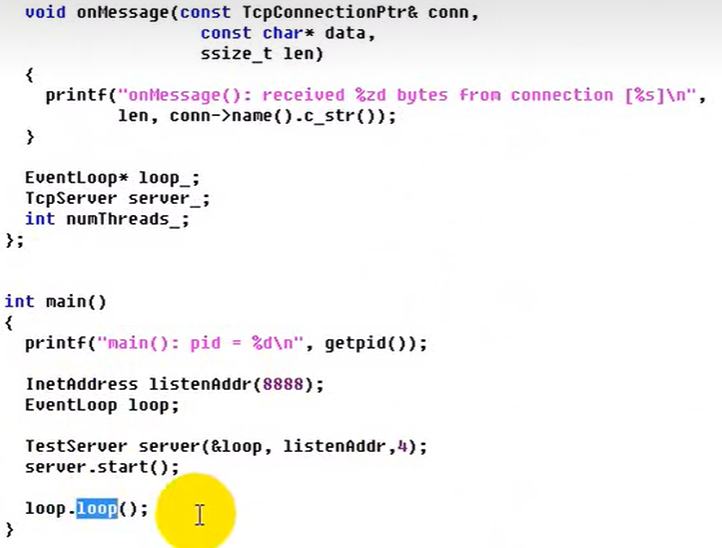 void onMessage(const TcpConnectionPtr& conn,
const char* data,
ssize_t len)
{
printf("onMessage(): received %zd bytes from connection [%s]\n",
len, conn->name().c_str());
}
EventLoop* loop_;
TcpServer server_;
int numThreads_;
};
int main()
{
printf("main(): pid = %d\n", getpid());
InetAddress listenAddr(8888);
EventLoop loop;
TestServer server(&loop, listenAddr,4);
server.start();
loop.loop();
}